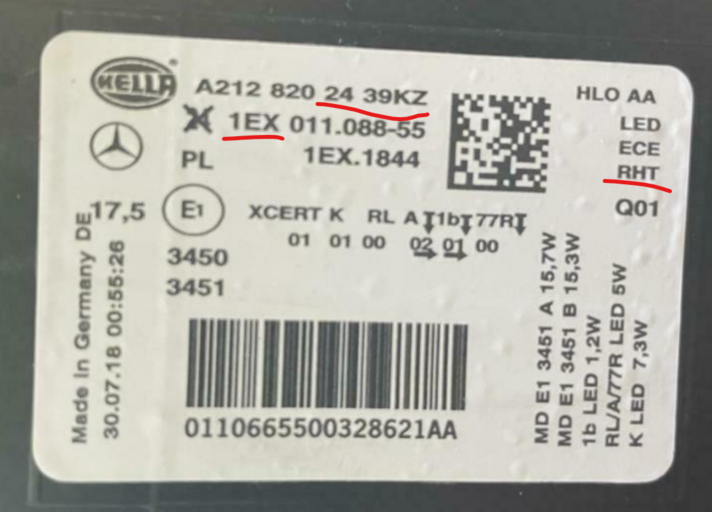 HELLA
A212 820 24 39KZ
1EX 011.088-55
PL 1EX.1844
HLO AA
LED
ECE
RHT
Q01
17,5 E1 XCERT K RL A 1b 77R
01 01 00 02 01 00
3450
3451
0110665500328621AA
Made in Germany DE
30.07.18 00:55:26
MD E1 3451 A 15,7W
MD E1 3451 B 15,3W
1b LED 1,2W
RL/A/77R LED 5W
K LED 7,3W